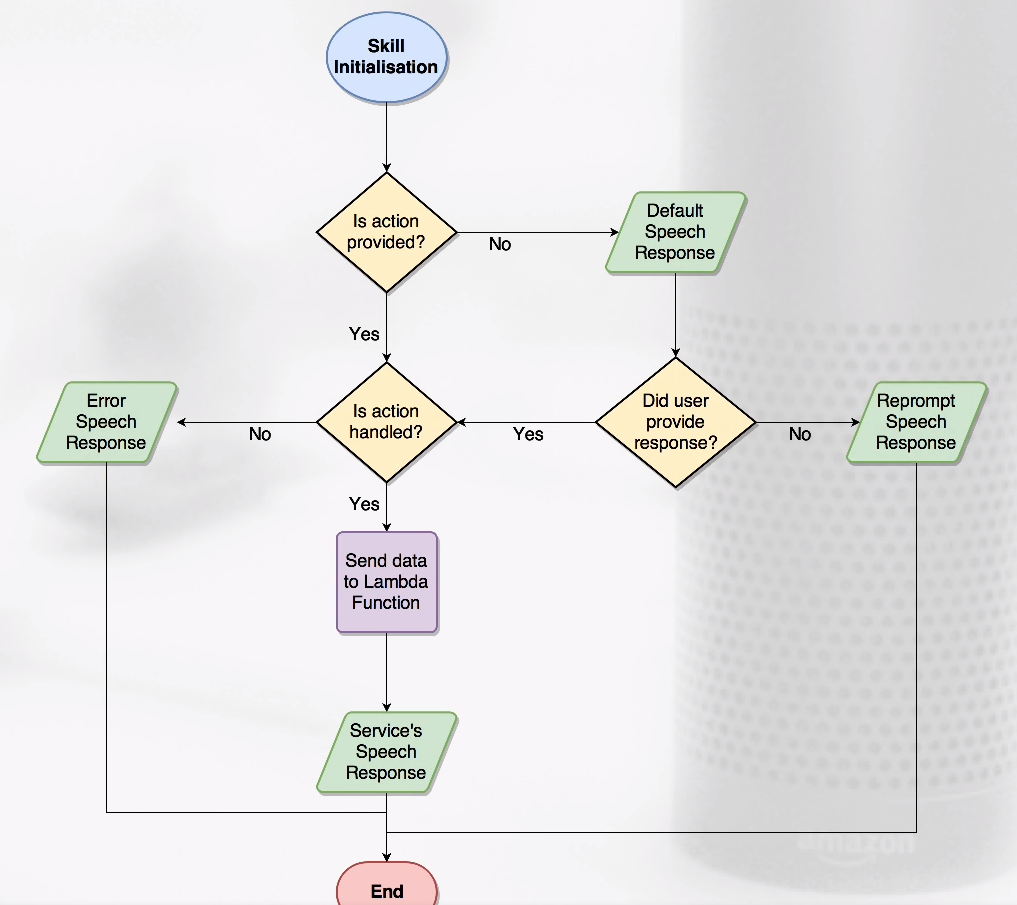 Skill
Initialisation
Is action
provided?
No
Default
Speech
Response
Yes
Error
Speech
Response
No
Is action
handled?
Yes
Did user
provide
response?
No
Reprompt
Speech
Response
Yes
Send data
to Lambda
Function
Service's
Speech
Response
amazon
End